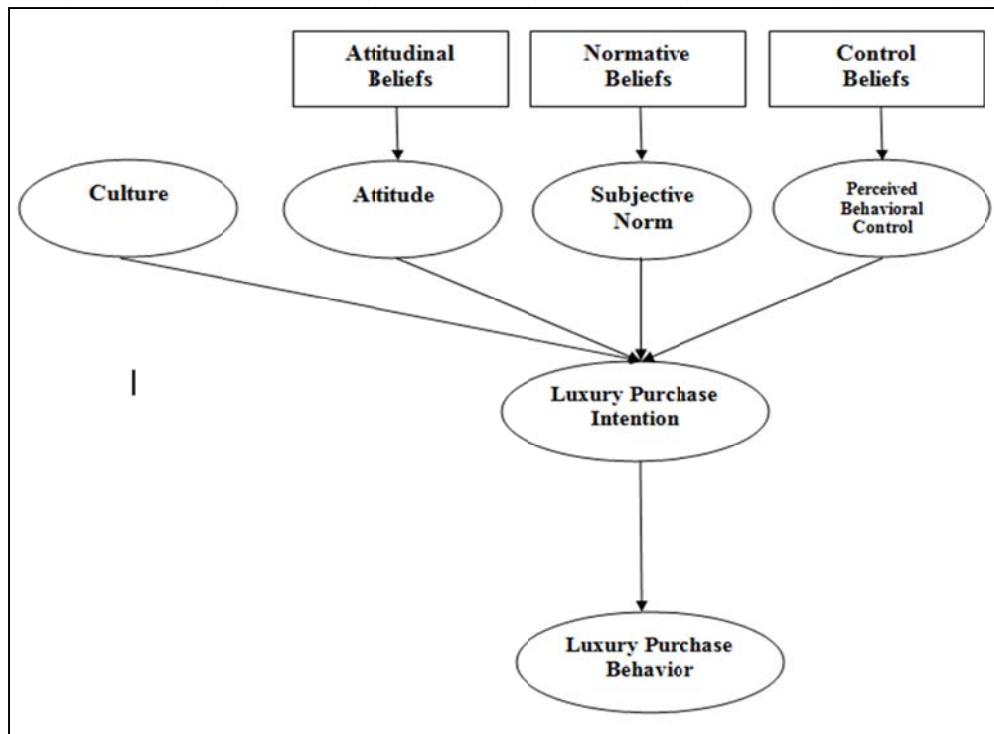 Attitudinal
Beliefs
Normative
Beliefs
Control
Beliefs
Culture
Attitude
Subjective
Norm
Perceived
Behavioral
Control
Luxury Purchase
Intention
Luxury Purchase
Behavior